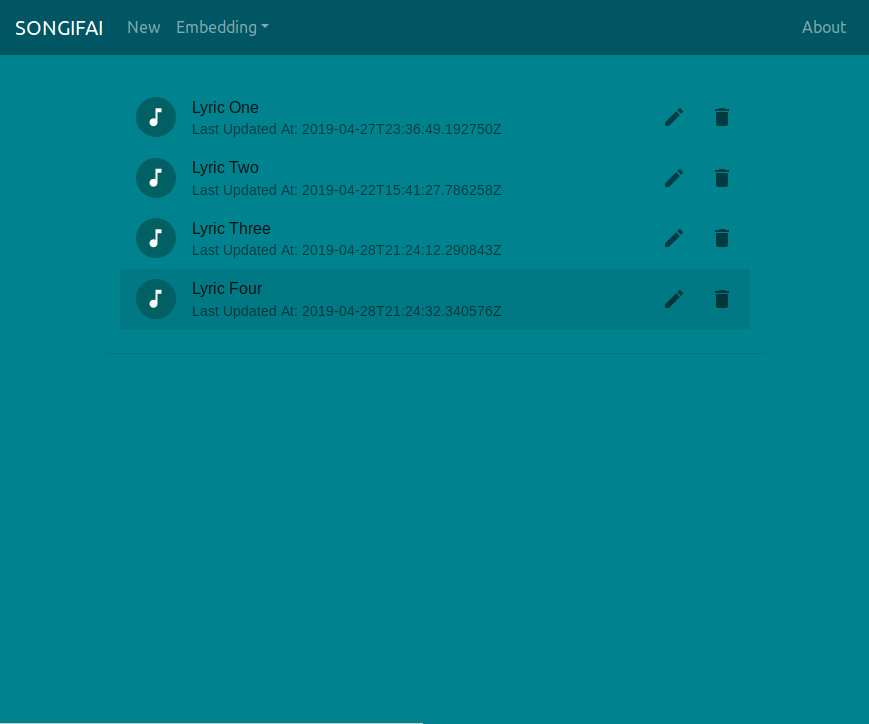 SONGIFAI New Embedding About
Lyric One
Last Updated At: 2019-04-27T23:36:49.192750Z
Lyric Two
Last Updated At: 2019-04-22T15:41:27.786258Z
Lyric Three
Last Updated At: 2019-04-28T21:24:12.290843Z
Lyric Four
Last Updated At: 2019-04-28T21:24:32.340576Z